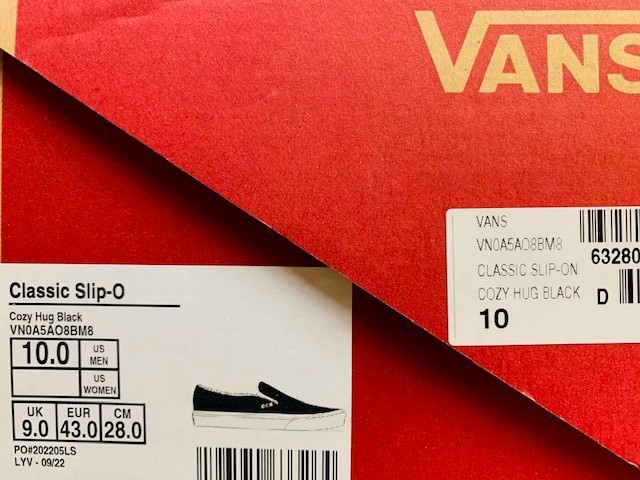 VANS
VANS
VN0A5AO8BM8
CLASSIC SLIP-ON
COZY HUG BLACK
10
63280
D
Classic Slip-O
Cozy Hug Black
VN0A5AO8BM8
10.0 US MEN
US WOMEN
UK EUR CM
9.0 43.0 28.0
PO#202205LS
LYV - 09/22